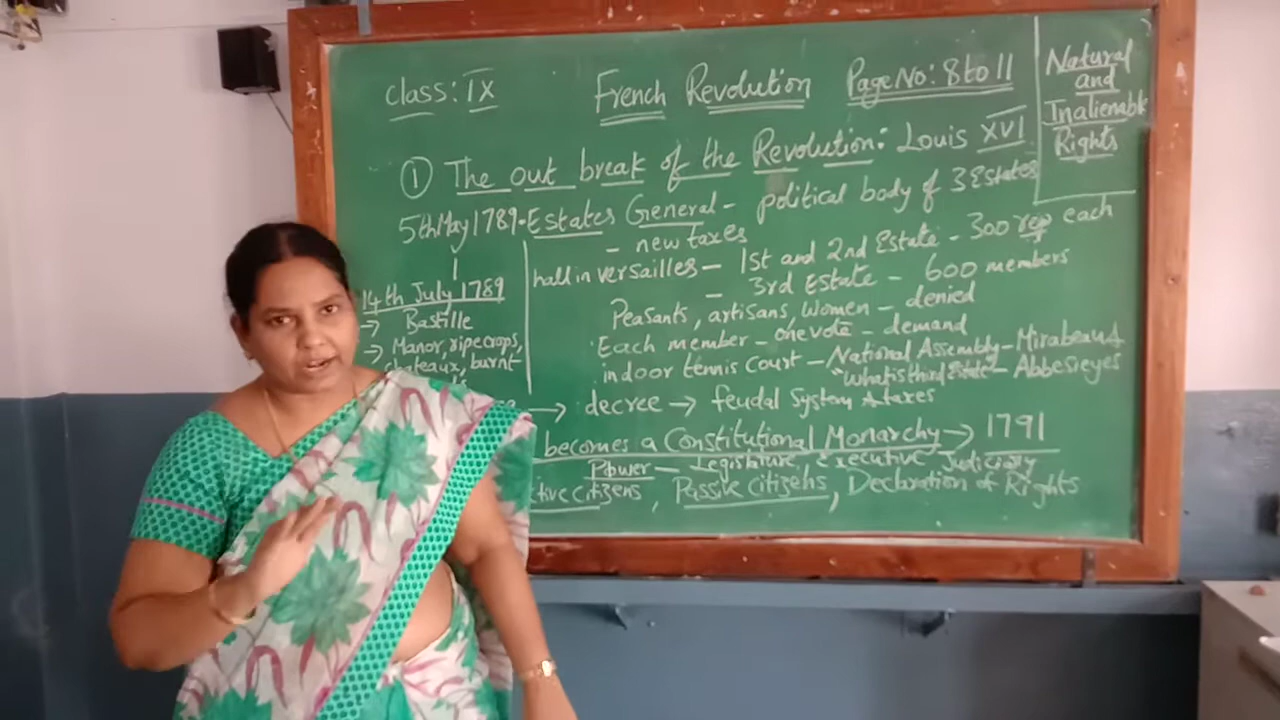 class: IX French Revolution Page No: 8 to 11
Natural
and
Inalienable
Rights
① The out break of the Revolution: Louis XVI
5th May 1789 - Estates General - political body of 3 Estates
- new taxes
hall in versailles - 1st and 2nd Estate - 300 rep each
- 3rd Estate - 600 members
Peasants, artisans, Women - denied
Each member - one vote - demand
indoor tennis court - National Assembly - Mirabeau &
"What is third Estate" - Abbesieyes
14th July 1789
→ Bastille
→ Manor, ripe crops,
chateaux, burnt
→ decree → feudal System & taxes
becomes a Constitutional Monarchy → 1791
Power - Legislature, executive, Judiciary
citizens, Passive citizens, Declaration of Rights